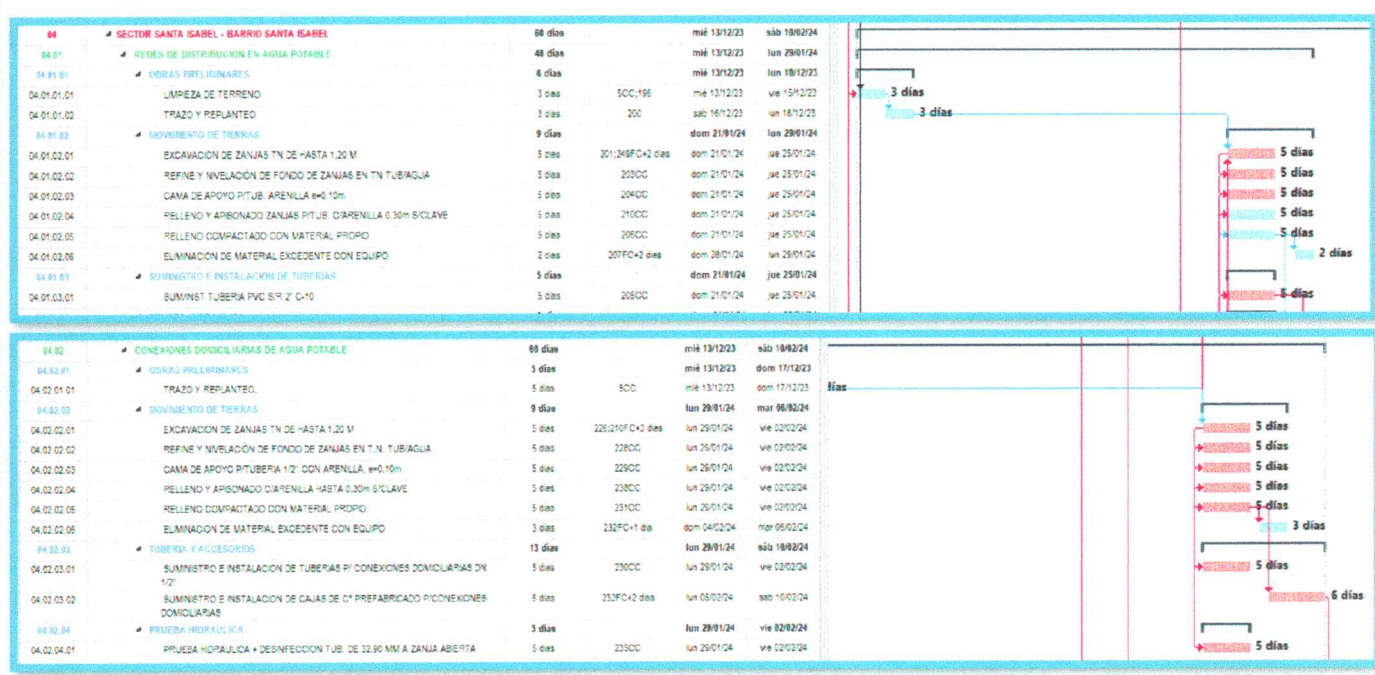 04 SECTOR SANTA ISABEL - BARRIO SANTA ISABEL 60 días mié 13/12/23 sáb 10/02/24
04.01 REDES DE DISTRIBUCION EN AGUA POTABLE 48 días mié 13/12/23 lun 29/01/24
04.01.01 OBRAS PRELIMINARES 6 días mié 13/12/23 lun 18/12/23
04.01.01.01 LIMPIEZA DE TERRENO 3 días 5CC;196 mié 13/12/23 vie 15/12/23 3 días
04.01.01.02 TRAZO Y REPLANTEO 3 días 200 sáb 16/12/23 lun 18/12/23 3 días
04.01.02 MOVIMIENTO DE TIERRAS 9 días dom 21/01/24 lun 29/01/24
04.01.02.01 EXCAVACION DE ZANJAS TN DE HASTA 1.20 M 5 días 201;249FC+2 días dom 21/01/24 jue 25/01/24 5 días
04.01.02.02 REFINE Y NIVELACIÓN DE FONDO DE ZANJAS EN TN TUB/AGUA 5 días 203CC dom 21/01/24 jue 25/01/24 5 días
04.01.02.03 CAMA DE APOYO P/TUB. ARENILLA e=0.10m 5 días 204CC dom 21/01/24 jue 25/01/24 5 días
04.01.02.04 RELLENO Y APISONADO ZANJAS P/TUB. C/ARENILLA 0.30m S/CLAVE 5 días 210CC dom 21/01/24 jue 25/01/24 5 días
04.01.02.05 RELLENO COMPACTADO CON MATERIAL PROPIO 5 días 206CC dom 21/01/24 jue 25/01/24 5 días
04.01.02.06 ELIMINACION DE MATERIAL EXCEDENTE CON EQUIPO 2 días 207FC+2 días dom 28/01/24 lun 29/01/24 2 días
04.01.03 SUMINISTRO E INSTALACION DE TUBERIAS 5 días dom 21/01/24 jue 25/01/24
04.01.03.01 SUM/INST TUBERIA PVC S/R 2" C-10 5 días 205CC dom 21/01/24 jue 25/01/24 5 días
04.02 CONEXIONES DOMICILIARIAS DE AGUA POTABLE 60 días mié 13/12/23 sáb 10/02/24
04.02.01 OBRAS PRELIMINARES 5 días mié 13/12/23 dom 17/12/23
04.02.01.01 TRAZO Y REPLANTEO. 5 días 5CC mié 13/12/23 dom 17/12/23 días
04.02.02 MOVIMIENTO DE TIERRAS 9 días lun 29/01/24 mar 06/02/24
04.02.02.01 EXCAVACION DE ZANJAS TN DE HASTA 1.20 M 5 días 226;210FC+3 días lun 29/01/24 vie 02/02/24 5 días
04.02.02.02 REFINE Y NIVELACIÓN DE FONDO DE ZANJAS EN T.N. TUB/AGUA 5 días 228CC lun 29/01/24 vie 02/02/24 5 días
04.02.02.03 CAMA DE APOYO P/TUBERIA 1/2" CON ARENILLA, e=0.10m 5 días 229CC lun 29/01/24 vie 02/02/24 5 días
04.02.02.04 RELLENO Y APISONADO C/ARENILLA HASTA 0.30m S/CLAVE 5 días 238CC lun 29/01/24 vie 02/02/24 5 días
04.02.02.05 RELLENO COMPACTADO CON MATERIAL PROPIO 5 días 231CC lun 29/01/24 vie 02/02/24 5 días
04.02.02.06 ELIMINACION DE MATERIAL EXCEDENTE CON EQUIPO 3 días 232FC+1 día dom 04/02/24 mar 06/02/24 3 días
04.02.03 TUBERIA Y ACCESORIOS 13 días lun 29/01/24 sáb 10/02/24
04.02.03.01 SUMINISTRO E INSTALACION DE TUBERIAS P/ CONEXIONES DOMICILIARIAS DN 5 días 230CC lun 29/01/24 vie 02/02/24 5 días
1/2"
04.02.03.02 SUMINISTRO E INSTALACION DE CAJAS DE C° PREFABRICADO P/CONEXIONES 6 días 232FC+2 días lun 05/02/24 sáb 10/02/24 6 días
DOMICILIARIAS
04.02.04 PRUEBA HIDRAULICA 5 días lun 29/01/24 vie 02/02/24
04.02.04.01 PRUEBA HIDRAULICA + DESINFECCION TUB. DE 32,90 MM A ZANJA ABIERTA 5 días 235CC lun 29/01/24 vie 02/02/24 5 días